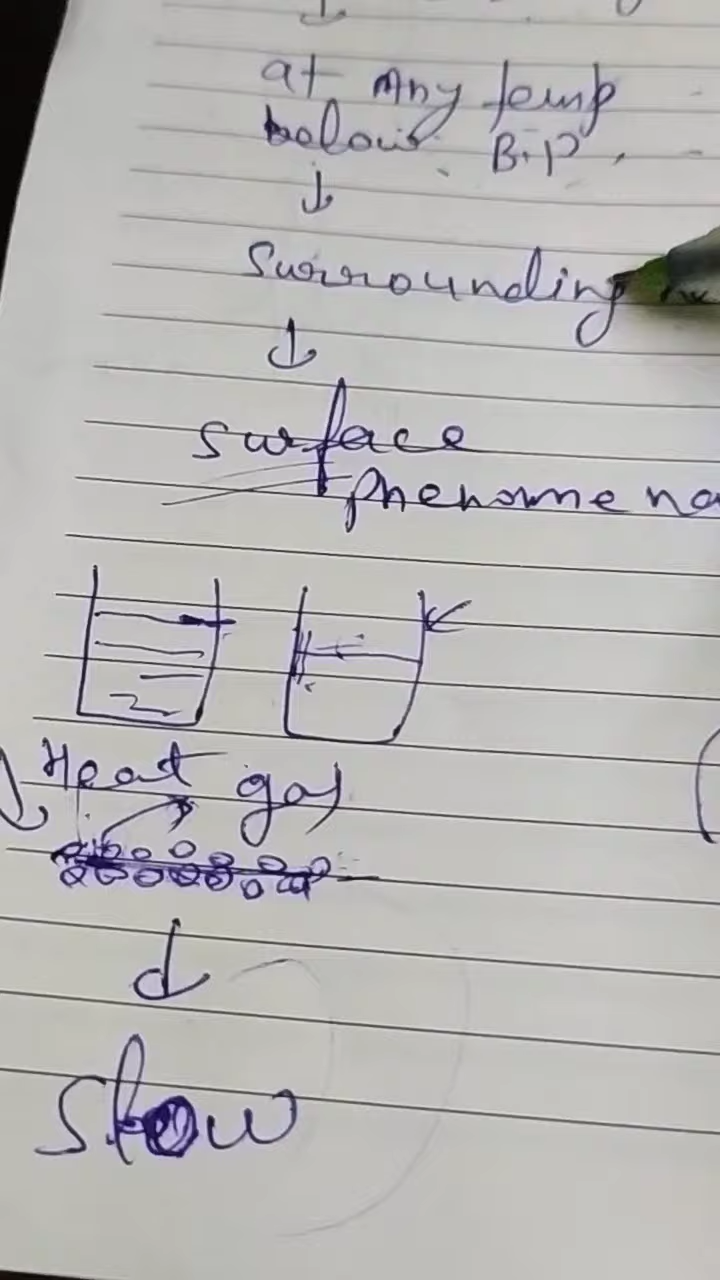 at Any temp
below B.P.
Surrounding
surface
phenomena
Heat gas
slow